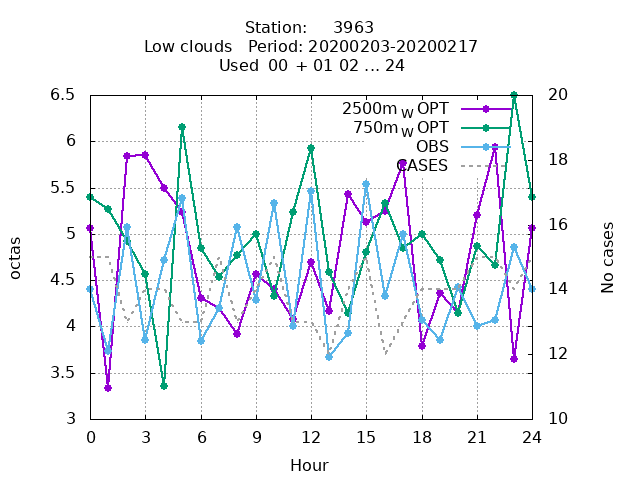 Station: 3963
Low clouds Period: 20200203-20200217
Used 00 + 01 02 ... 24
6.5
6
5.5
5
4.5
4
3.5
3
octas
20
18
16
14
12
10
No cases
2500m W OPT
750m W OPT
OBS
CASES
0 3 6 9 12 15 18 21 24
Hour